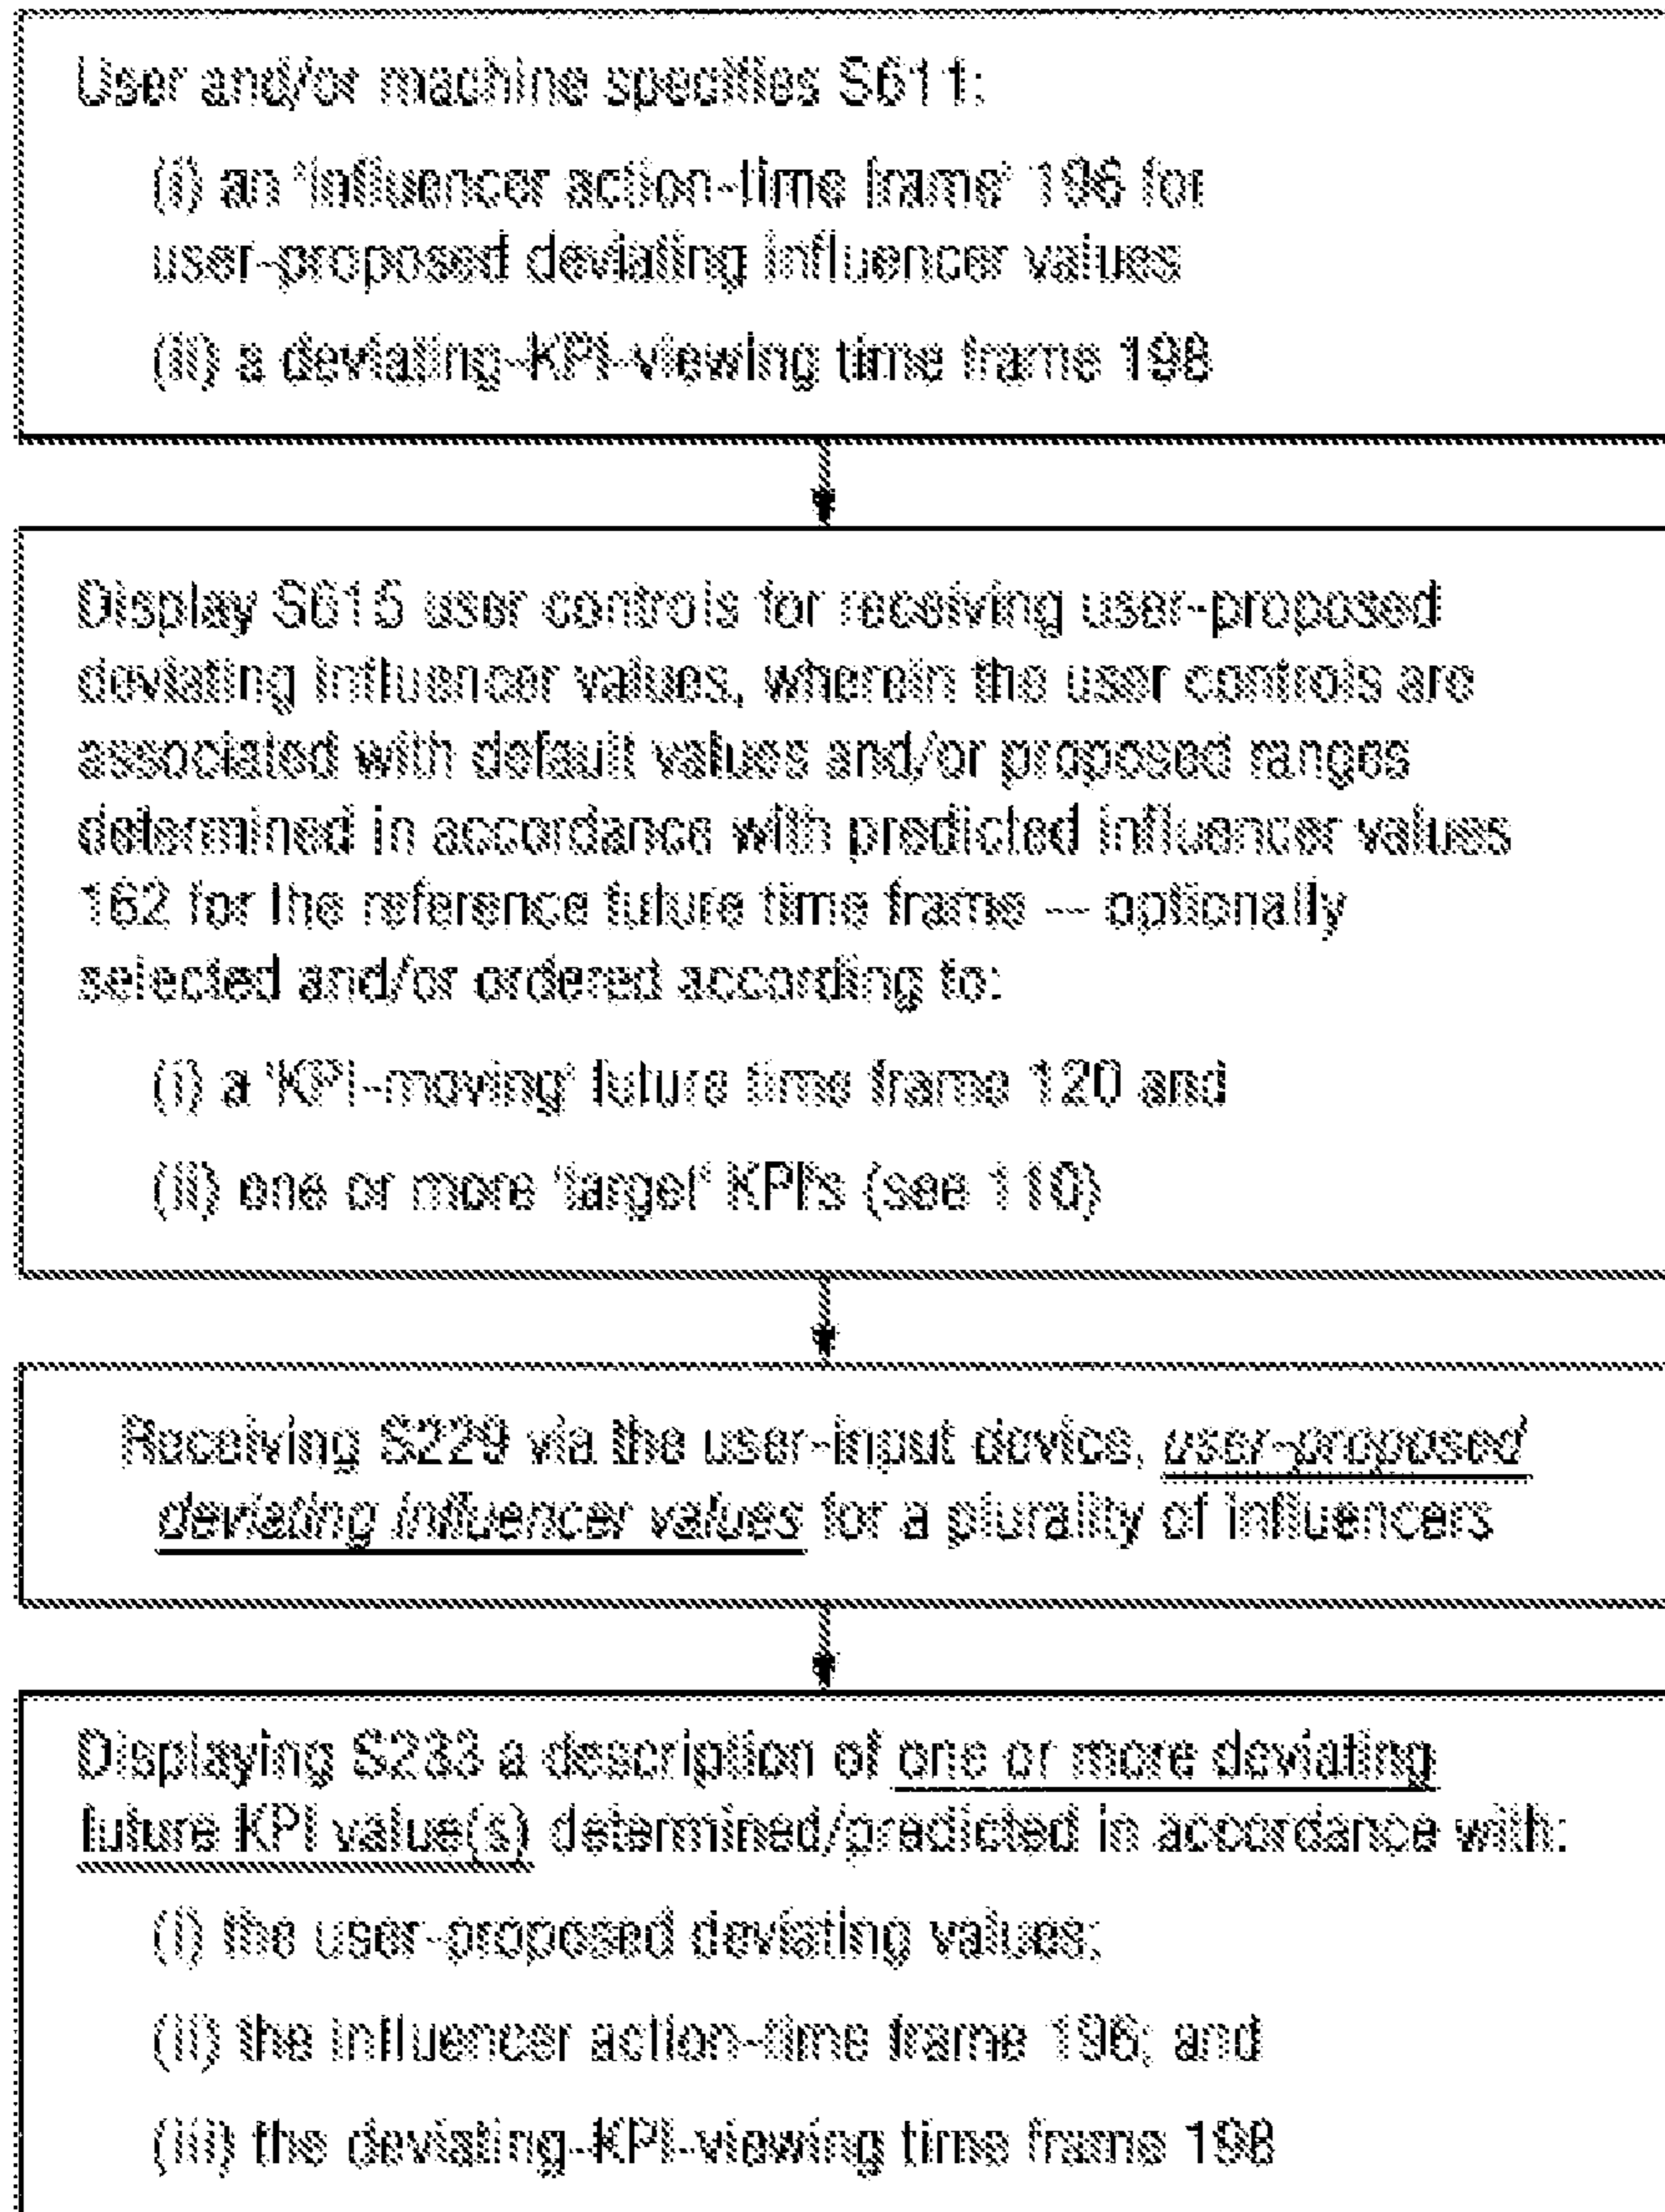 User and/or machine specifies S611:
(i) an 'influencer action-time frame' 196 for
user-proposed deviating influencer values
(ii) a deviating-KPI-viewing time frame 198
Display S615 user controls for receiving user-proposed
deviating influencer values, wherein the user controls are
associated with default values and/or proposed ranges
determined in accordance with predicted influencer values
162 for the reference future time frame -- optionally
selected and/or ordered according to:
(i) a 'KPI-moving' future time frame 120 and
(ii) one or more 'target' KPI's (see 110)
Receiving S229 via the user-input device, user-proposed
deviating influencer values for a plurality of influencers
Displaying S233 a description of one or more deviating
future KPI value(s) determined/predicted in accordance with:
(i) the user-proposed deviating values;
(ii) the influencer action-time frame 196; and
(iii) the deviating-KPI-viewing time frame 198